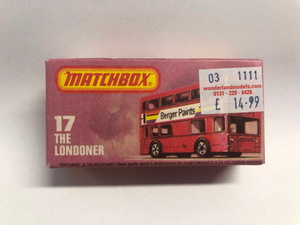 MATCHBOX
03 1111
wonderlandmodels.com
0131 - 229 - 6428
£ 14·99
Berger Paints
17
THE
LONDONER